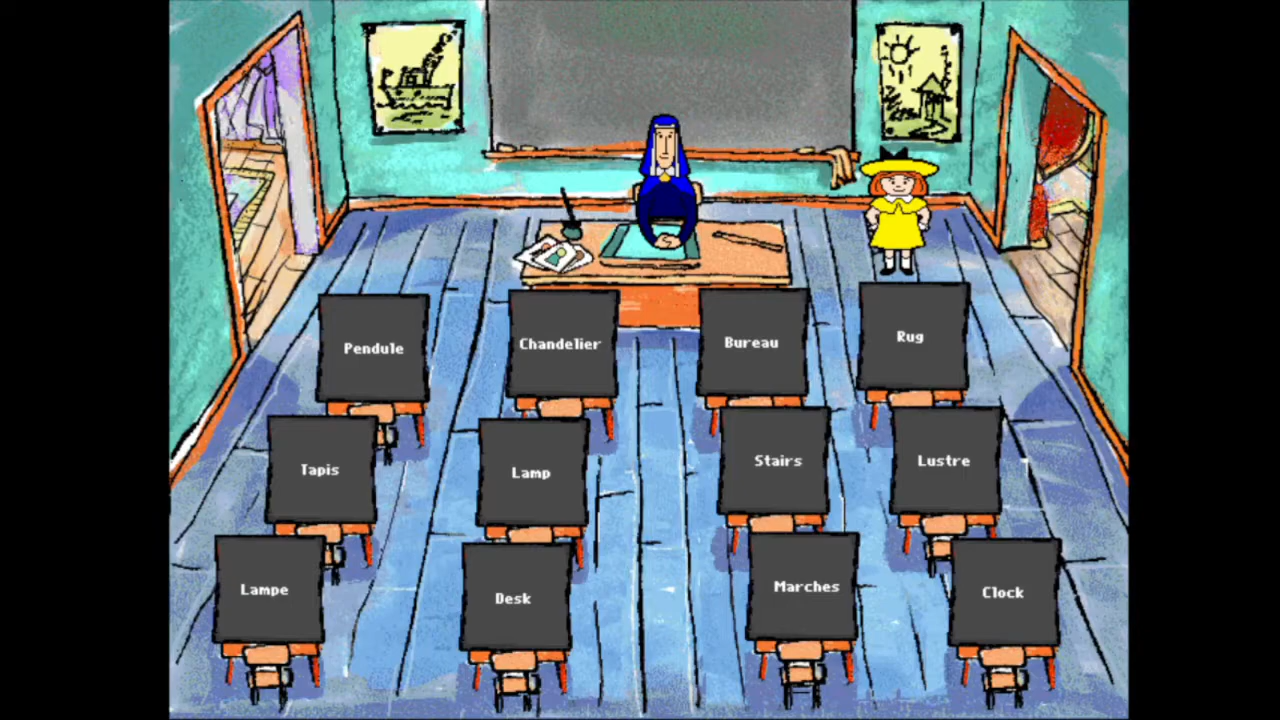 Pendule
Chandelier
Bureau
Rug
Tapis
Lamp
Stairs
Lustre
Lampe
Desk
Marches
Clock